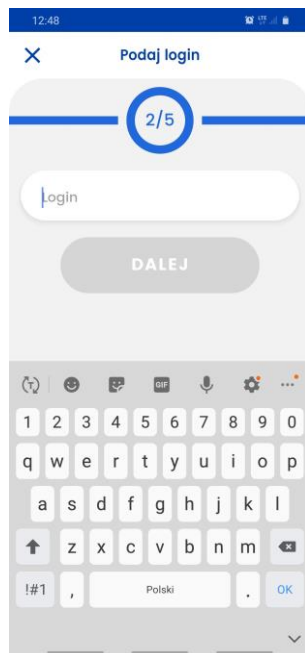 12:48
LTE
Podaj login
2/5
Login
DALEJ
T GIF
1 2 3 4 5 6 7 8 9 0
q w e r t y u i o p
a s d f g h j k l
z x c v b n m
!#1 , Polski . OK